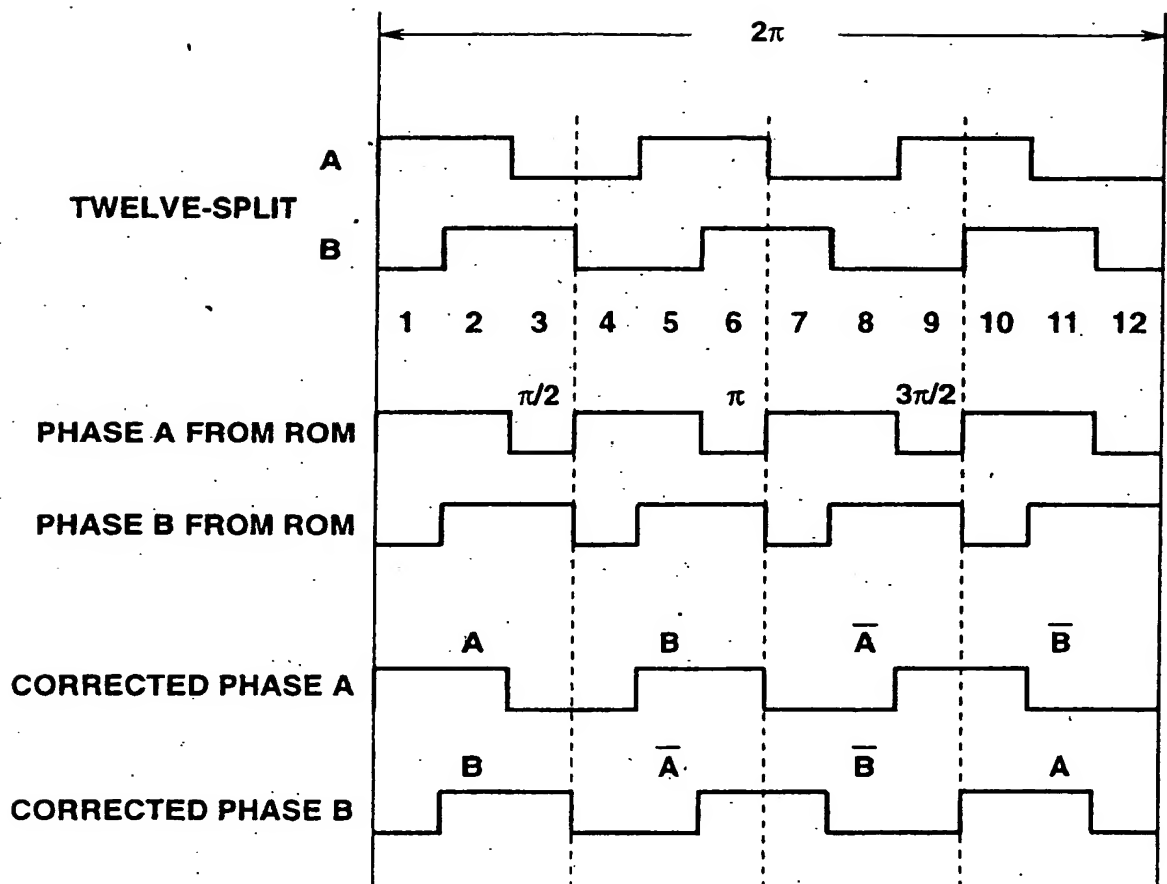 2π
A
TWELVE-SPLIT
B
1 2 3 4 5 6 7 8 9 10 11 12
π/2 π 3π/2
PHASE A FROM ROM
PHASE B FROM ROM
A B A̅ B̅
CORRECTED PHASE A
B A̅ B̅ A
CORRECTED PHASE B